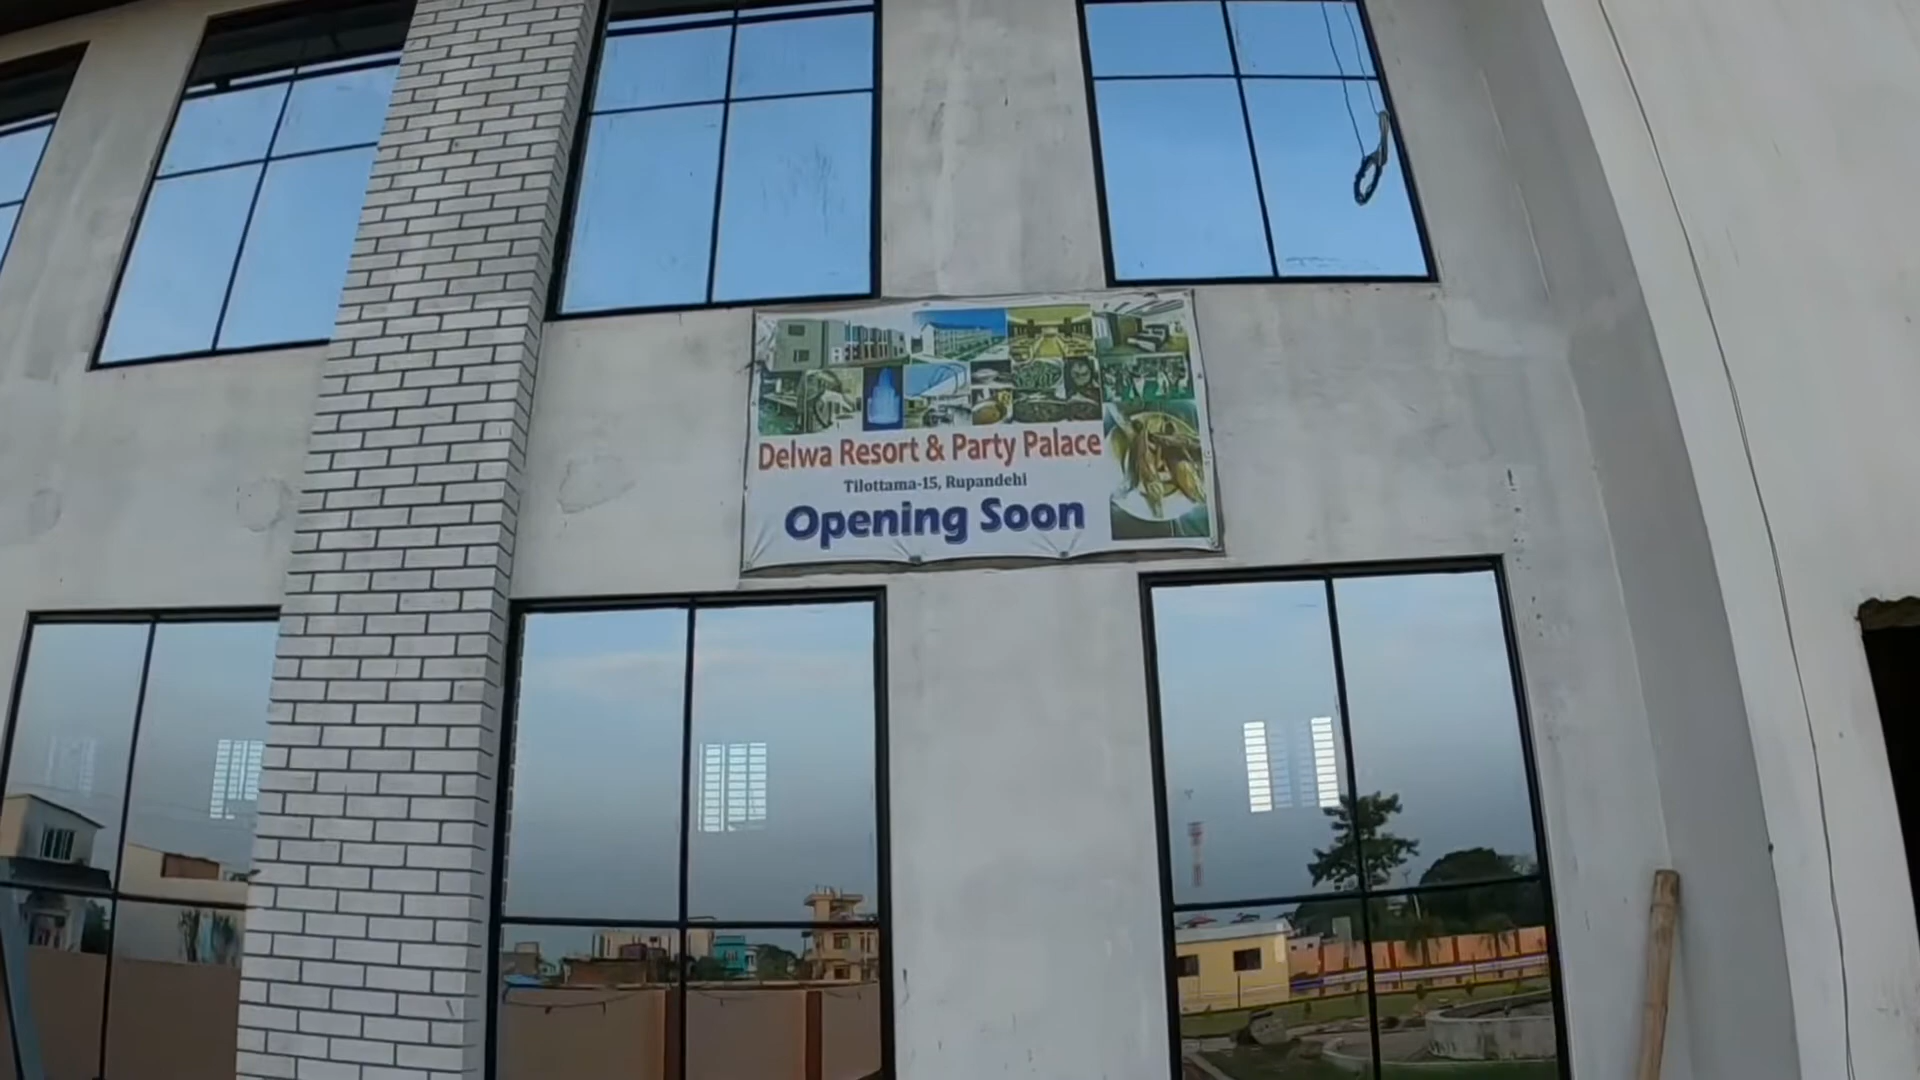 Delwa Resort & Party Palace
Tilottama-15, Rupandehi
Opening Soon